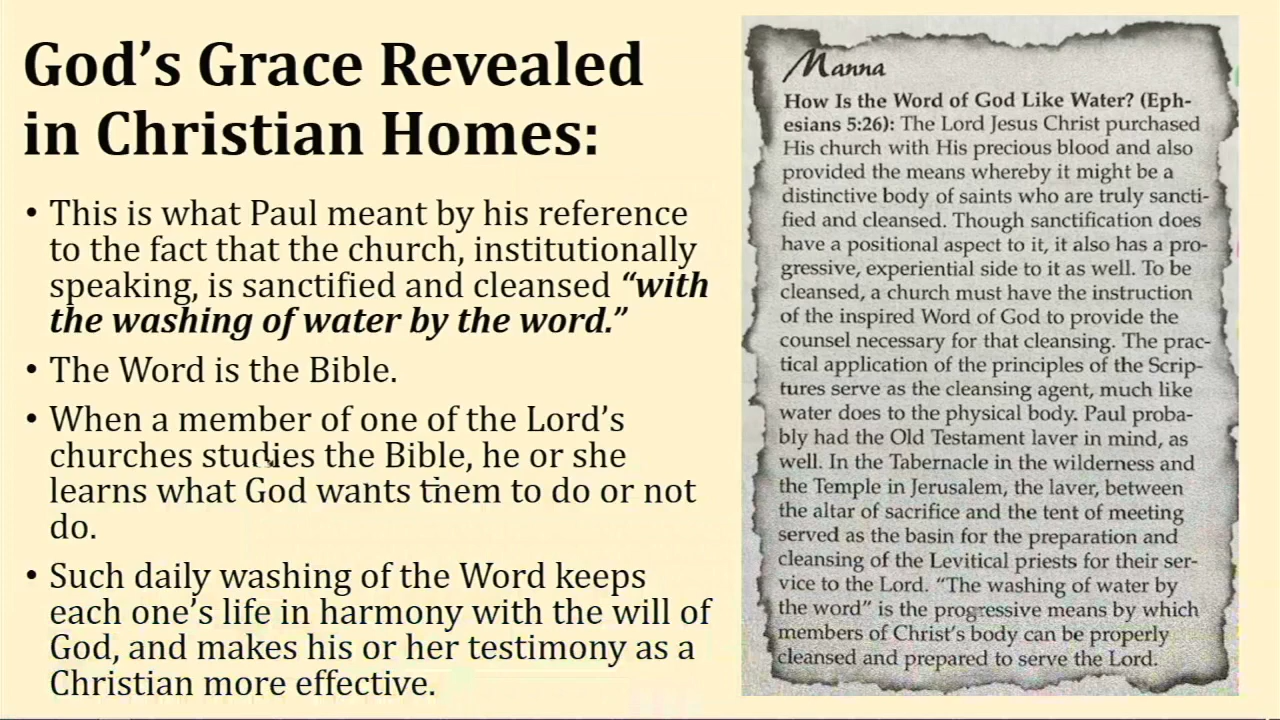 God’s Grace Revealed
in Christian Homes:
• This is what Paul meant by his reference
to the fact that the church, institutionally
speaking, is sanctified and cleansed “with
the washing of water by the word.”
• The Word is the Bible.
• When a member of one of the Lord’s
churches studies the Bible, he or she
learns what God wants them to do or not
do.
• Such daily washing of the Word keeps
each one’s life in harmony with the will of
God, and makes his or her testimony as a
Christian more effective.
Manna
How Is the Word of God Like Water? (Eph-
esians 5:26): The Lord Jesus Christ purchased
His church with His precious blood and also
provided the means whereby it might be a
distinctive body of saints who are truly sancti-
fied and cleansed. Though sanctification does
have a positional aspect to it, it also has a pro-
gressive, experiential side to it as well. To be
cleansed, a church must have the instruction
of the inspired Word of God to provide the
counsel necessary for that cleansing. The prac-
tical application of the principles of the Scrip-
tures serve as the cleansing agent, much like
water does to the physical body. Paul proba-
bly had the Old Testament laver in mind, as
well. In the Tabernacle in the wilderness and
the Temple in Jerusalem, the laver, between
the altar of sacrifice and the tent of meeting
served as the basin for the preparation and
cleansing of the Levitical priests for their ser-
vice to the Lord. “The washing of water by
the word” is the progressive means by which
members of Christ’s body can be properly
cleansed and prepared to serve the Lord.